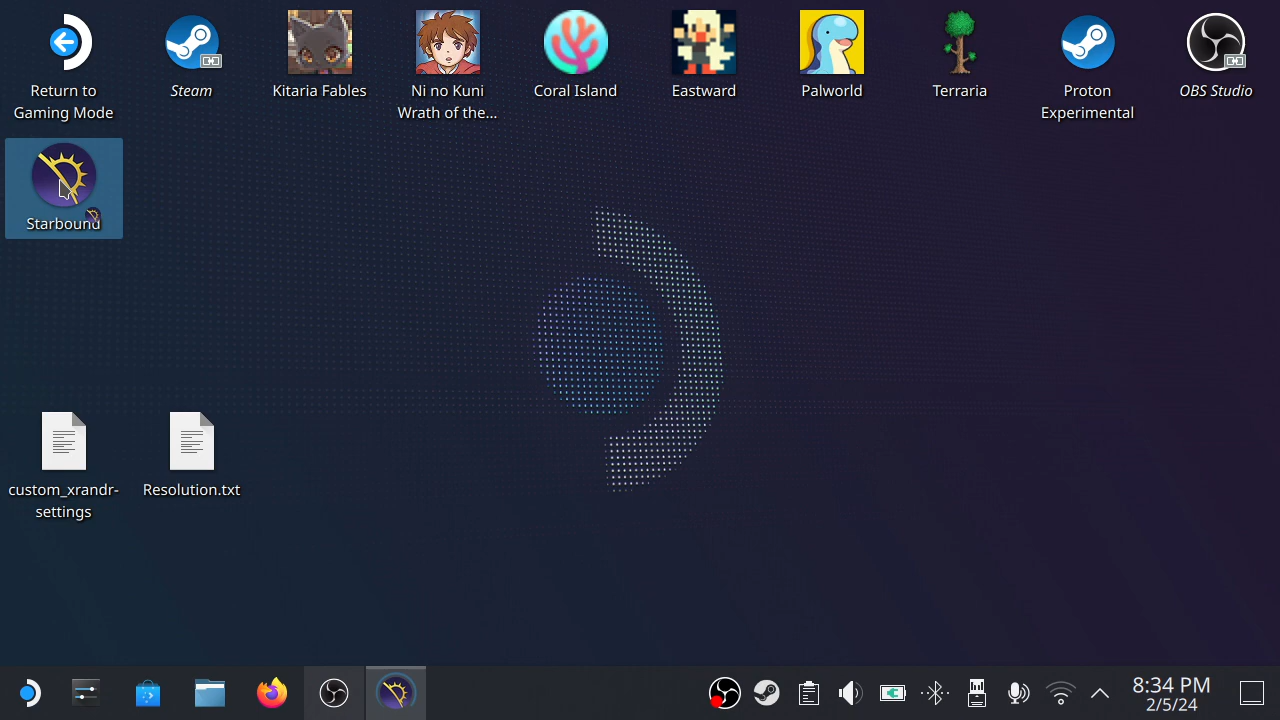 Return to
Gaming Mode
Steam
Kitaria Fables
Ni no Kuni
Wrath of the...
Coral Island
Eastward
Palworld
Terraria
Proton
Experimental
OBS Studio
Starbound
custom_xrandr-
settings
Resolution.txt
8:34 PM
2/5/24